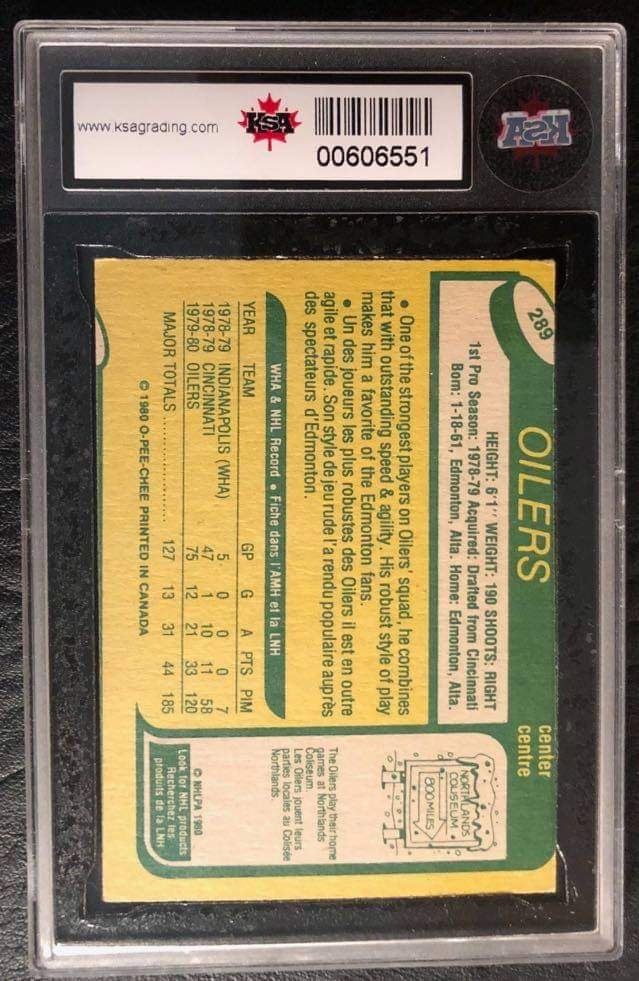 www.ksagrading.com
KSA
00606551
KSA
289
OILERS
center
centre
HEIGHT: 6'1" WEIGHT: 190 SHOOTS: RIGHT
1st Pro Season: 1978-79 Acquired: Drafted from Cincinnati
Born: 1-18-61, Edmonton, Alta. Home: Edmonton, Alta.
• One of the strongest players on Oilers' squad, he combines
that with outstanding speed & agility. His robust style of play
makes him a favorite of the Edmonton fans.
• Un des joueurs les plus robustes des Oilers il est en outre
agile et rapide. Son style de jeu rude l'a rendu populaire auprès
des spectateurs d'Edmonton.
WHA & NHL Record • Fiche dans l'AMH et la LNH
YEAR TEAM GP G A PTS PIM
1978-79 INDIANAPOLIS (WHA) 5 0 0 0 7
1978-79 CINCINNATI 47 1 10 11 58
1979-80 OILERS 75 12 21 33 120
MAJOR TOTALS 127 13 31 44 185
© 1980 O-PEE-CHEE PRINTED IN CANADA
NORTHLANDS
COLISEUM
800 MILES
The Oilers play their home
games at Northlands
Coliseum.
Les Oilers jouent leurs
parties locales au Colisée
Northlands.
© NHLPA 1980
Look for NHL products
Recherchez les
produits de la LNH